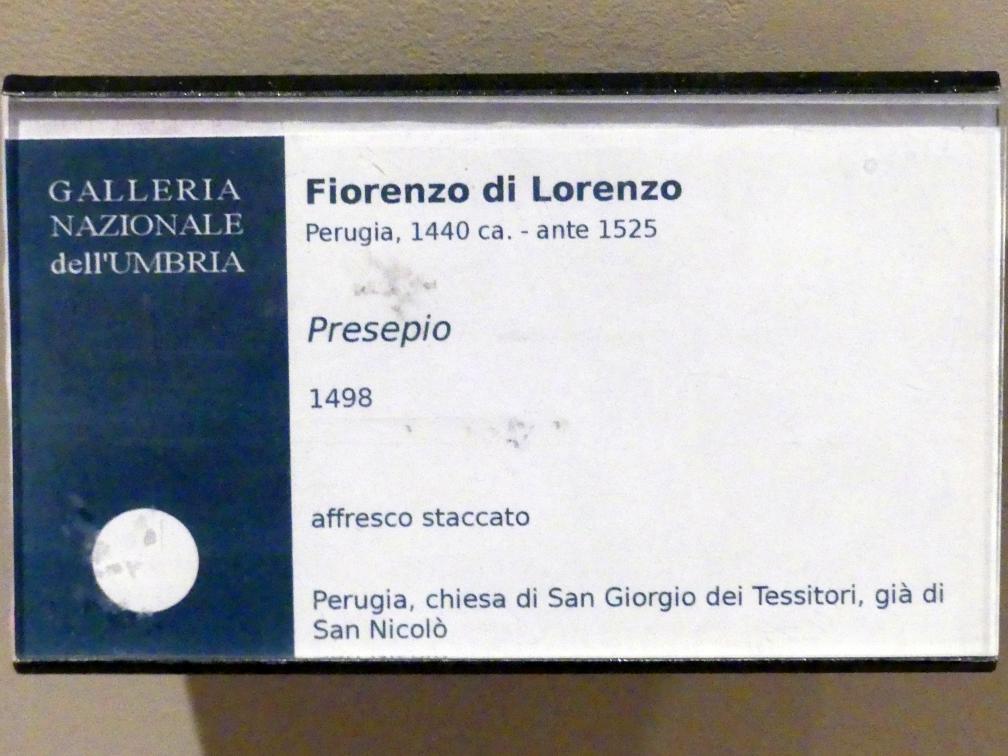 GALLERIA
NAZIONALE
dell'UMBRIA
Fiorenzo di Lorenzo
Perugia, 1440 ca. - ante 1525
Presepio
1498
affresco staccato
Perugia, chiesa di San Giorgio dei Tessitori, già di
San Nicolò